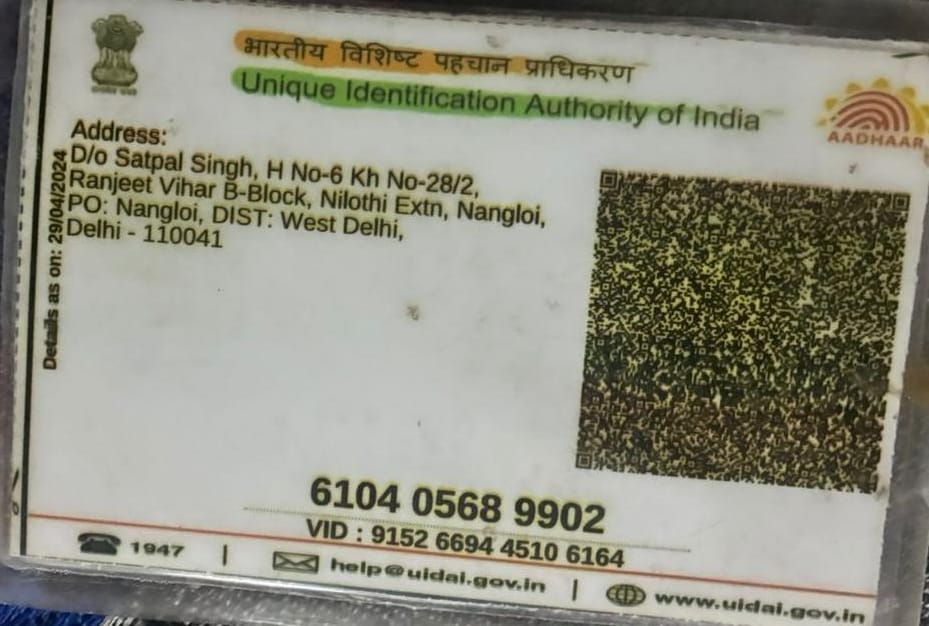 भारतीय विशिष्ट पहचान प्राधिकरण
Unique Identification Authority of India
AADHAAR
Address:
D/o Satpal Singh, H No-6 Kh No-28/2,
Ranjeet Vihar B-Block, Nilothi Extn, Nangloi,
PO: Nangloi, DIST: West Delhi,
Delhi - 110041
Details as on: 29/04/2024
6104 0568 9902
VID : 9152 6694 4510 6164
1947 | help@uidai.gov.in | www.uidai.gov.in